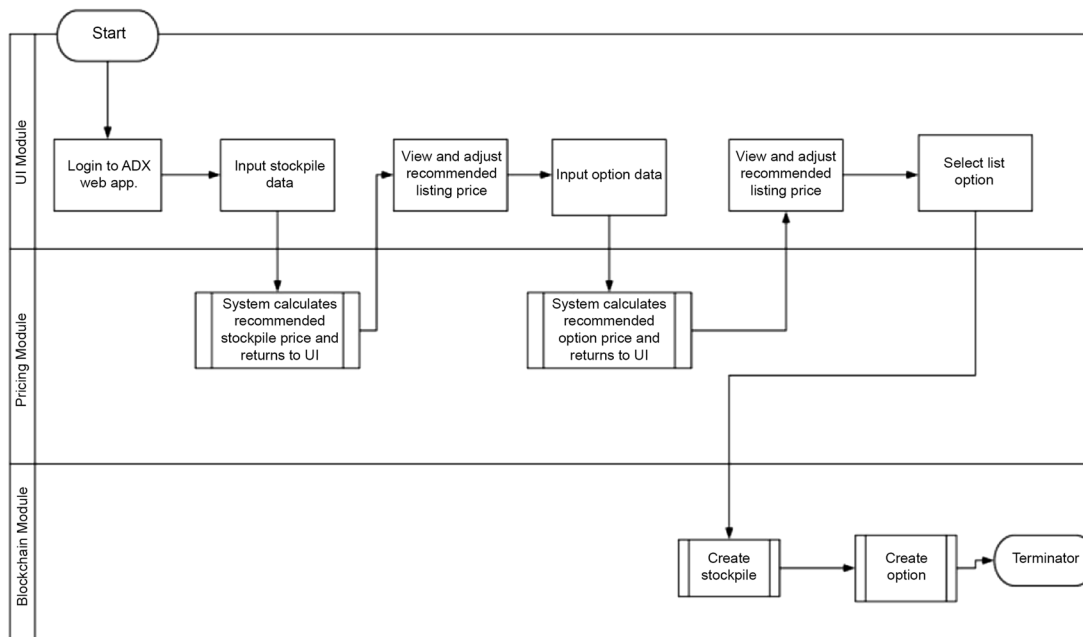 Start
UI Module
Login to ADX
web app.
Input stockpile
data
View and adjust
recommended
listing price
Input option data
View and adjust
recommended
listing price
Select list
option
Pricing Module
System calculates
recommended
stockpile price and
returns to UI
System calculates
recommended
option price and
returns to UI
Blockchain Module
Create
stockpile
Create
option
Terminator